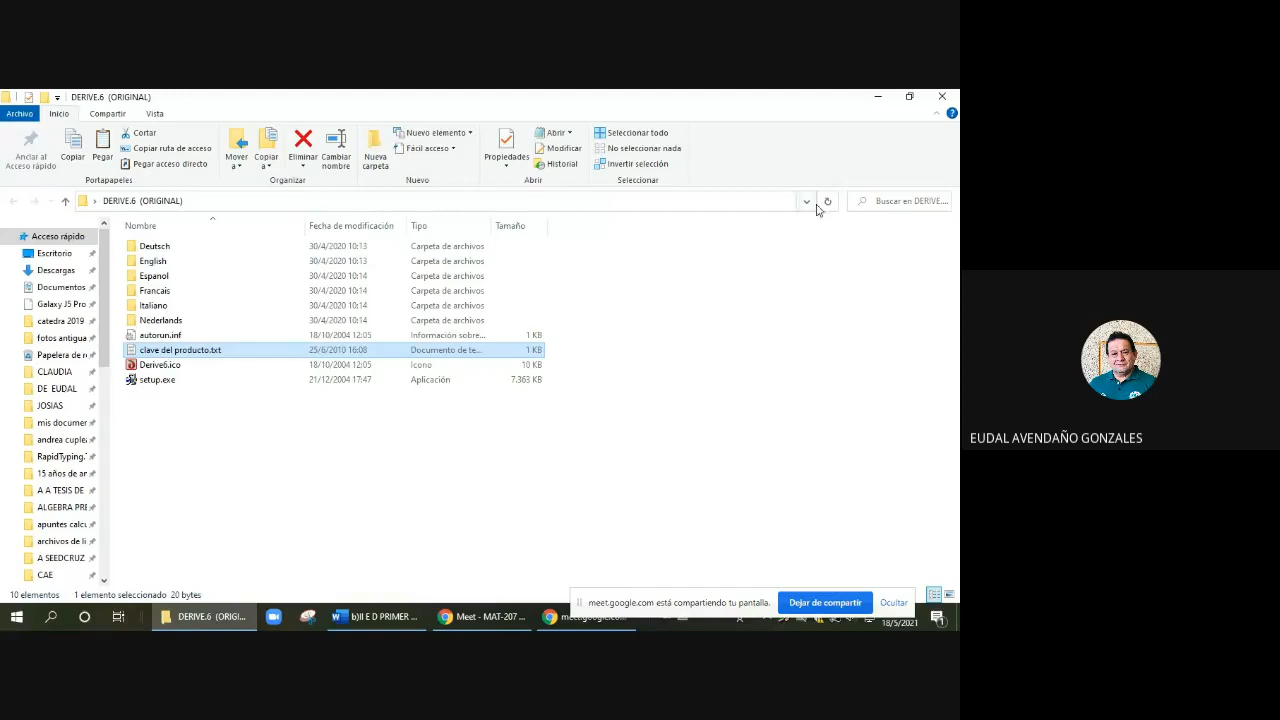 DERIVE.6 (ORIGINAL)
Archivo Inicio Compartir Vista
Anclar al Acceso rápido
Copiar
Pegar
Cortar
Copiar ruta de acceso
Pegar acceso directo
Portapapeles
Mover a
Copiar a
Eliminar
Cambiar nombre
Organizar
Nueva carpeta
Nuevo elemento
Fácil acceso
Nuevo
Propiedades
Abrir
Modificar
Historial
Abrir
Seleccionar todo
No seleccionar nada
Invertir selección
Seleccionar
DERIVE.6 (ORIGINAL)
Buscar en DERIVE....
Nombre Fecha de modificación Tipo Tamaño
Deutsch 30/4/2020 10:13 Carpeta de archivos
English 30/4/2020 10:13 Carpeta de archivos
Espanol 30/4/2020 10:14 Carpeta de archivos
Francais 30/4/2020 10:14 Carpeta de archivos
Italiano 30/4/2020 10:14 Carpeta de archivos
Nederlands 30/4/2020 10:14 Carpeta de archivos
autorun.inf 18/10/2004 12:05 Información sobre... 1 KB
clave del producto.txt 25/6/2010 16:08 Documento de te... 1 KB
Derive6.ico 18/10/2004 12:05 Icono 10 KB
setup.exe 21/12/2004 17:47 Aplicación 7.363 KB
Acceso rápido
Escritorio
Descargas
Documentos
Galaxy J5 Pro
catedra 2019
fotos antigua
Papelera de r
CLAUDIA
DE EUDAL
JOSIAS
mis documer
andrea cuple
RapidTyping.
15 años de ar
A A TESIS DE
ALGEBRA PRE
apuntes calcu
archivos de li
A SEEDCRUZ
CAE
10 elementos 1 elemento seleccionado 20 bytes
meet.google.com está compartiendo tu pantalla. Dejar de compartir Ocultar
DERIVE.6 (ORIGI... b)II E D PRIMER ... Meet - MAT-207 ... meet.google.co...
18/5/2021
EUDAL AVENDAÑO GONZALES